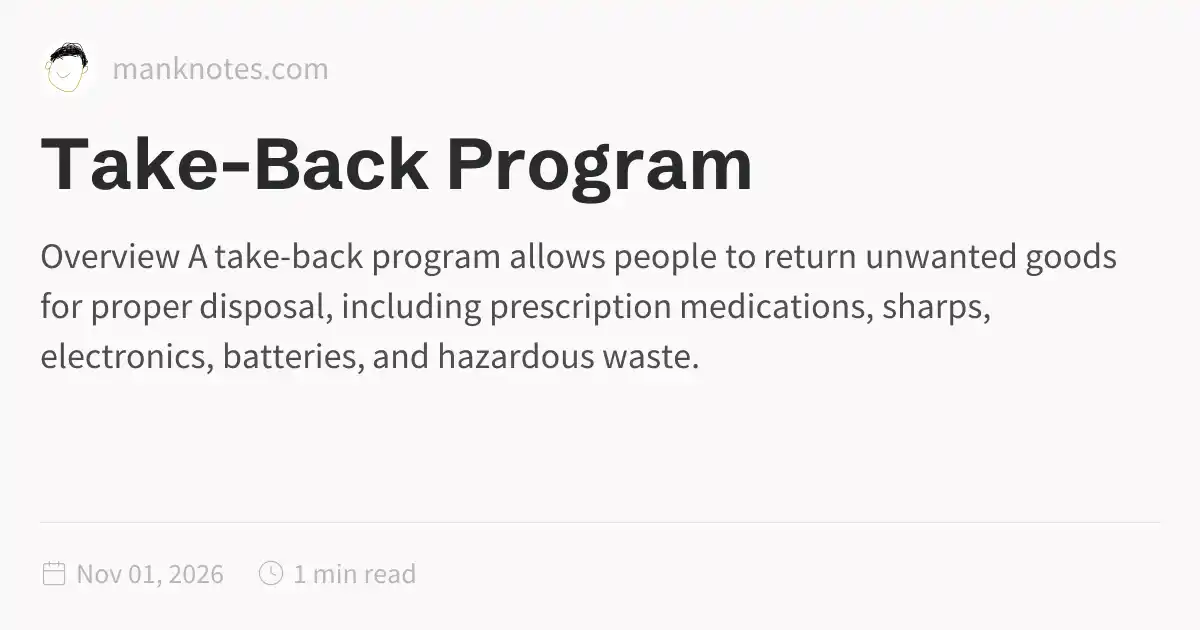 manknotes.com
Take-Back Program
Overview A take-back program allows people to return unwanted goods
for proper disposal, including prescription medications, sharps,
electronics, batteries, and hazardous waste.
Nov 01, 2026 1 min read